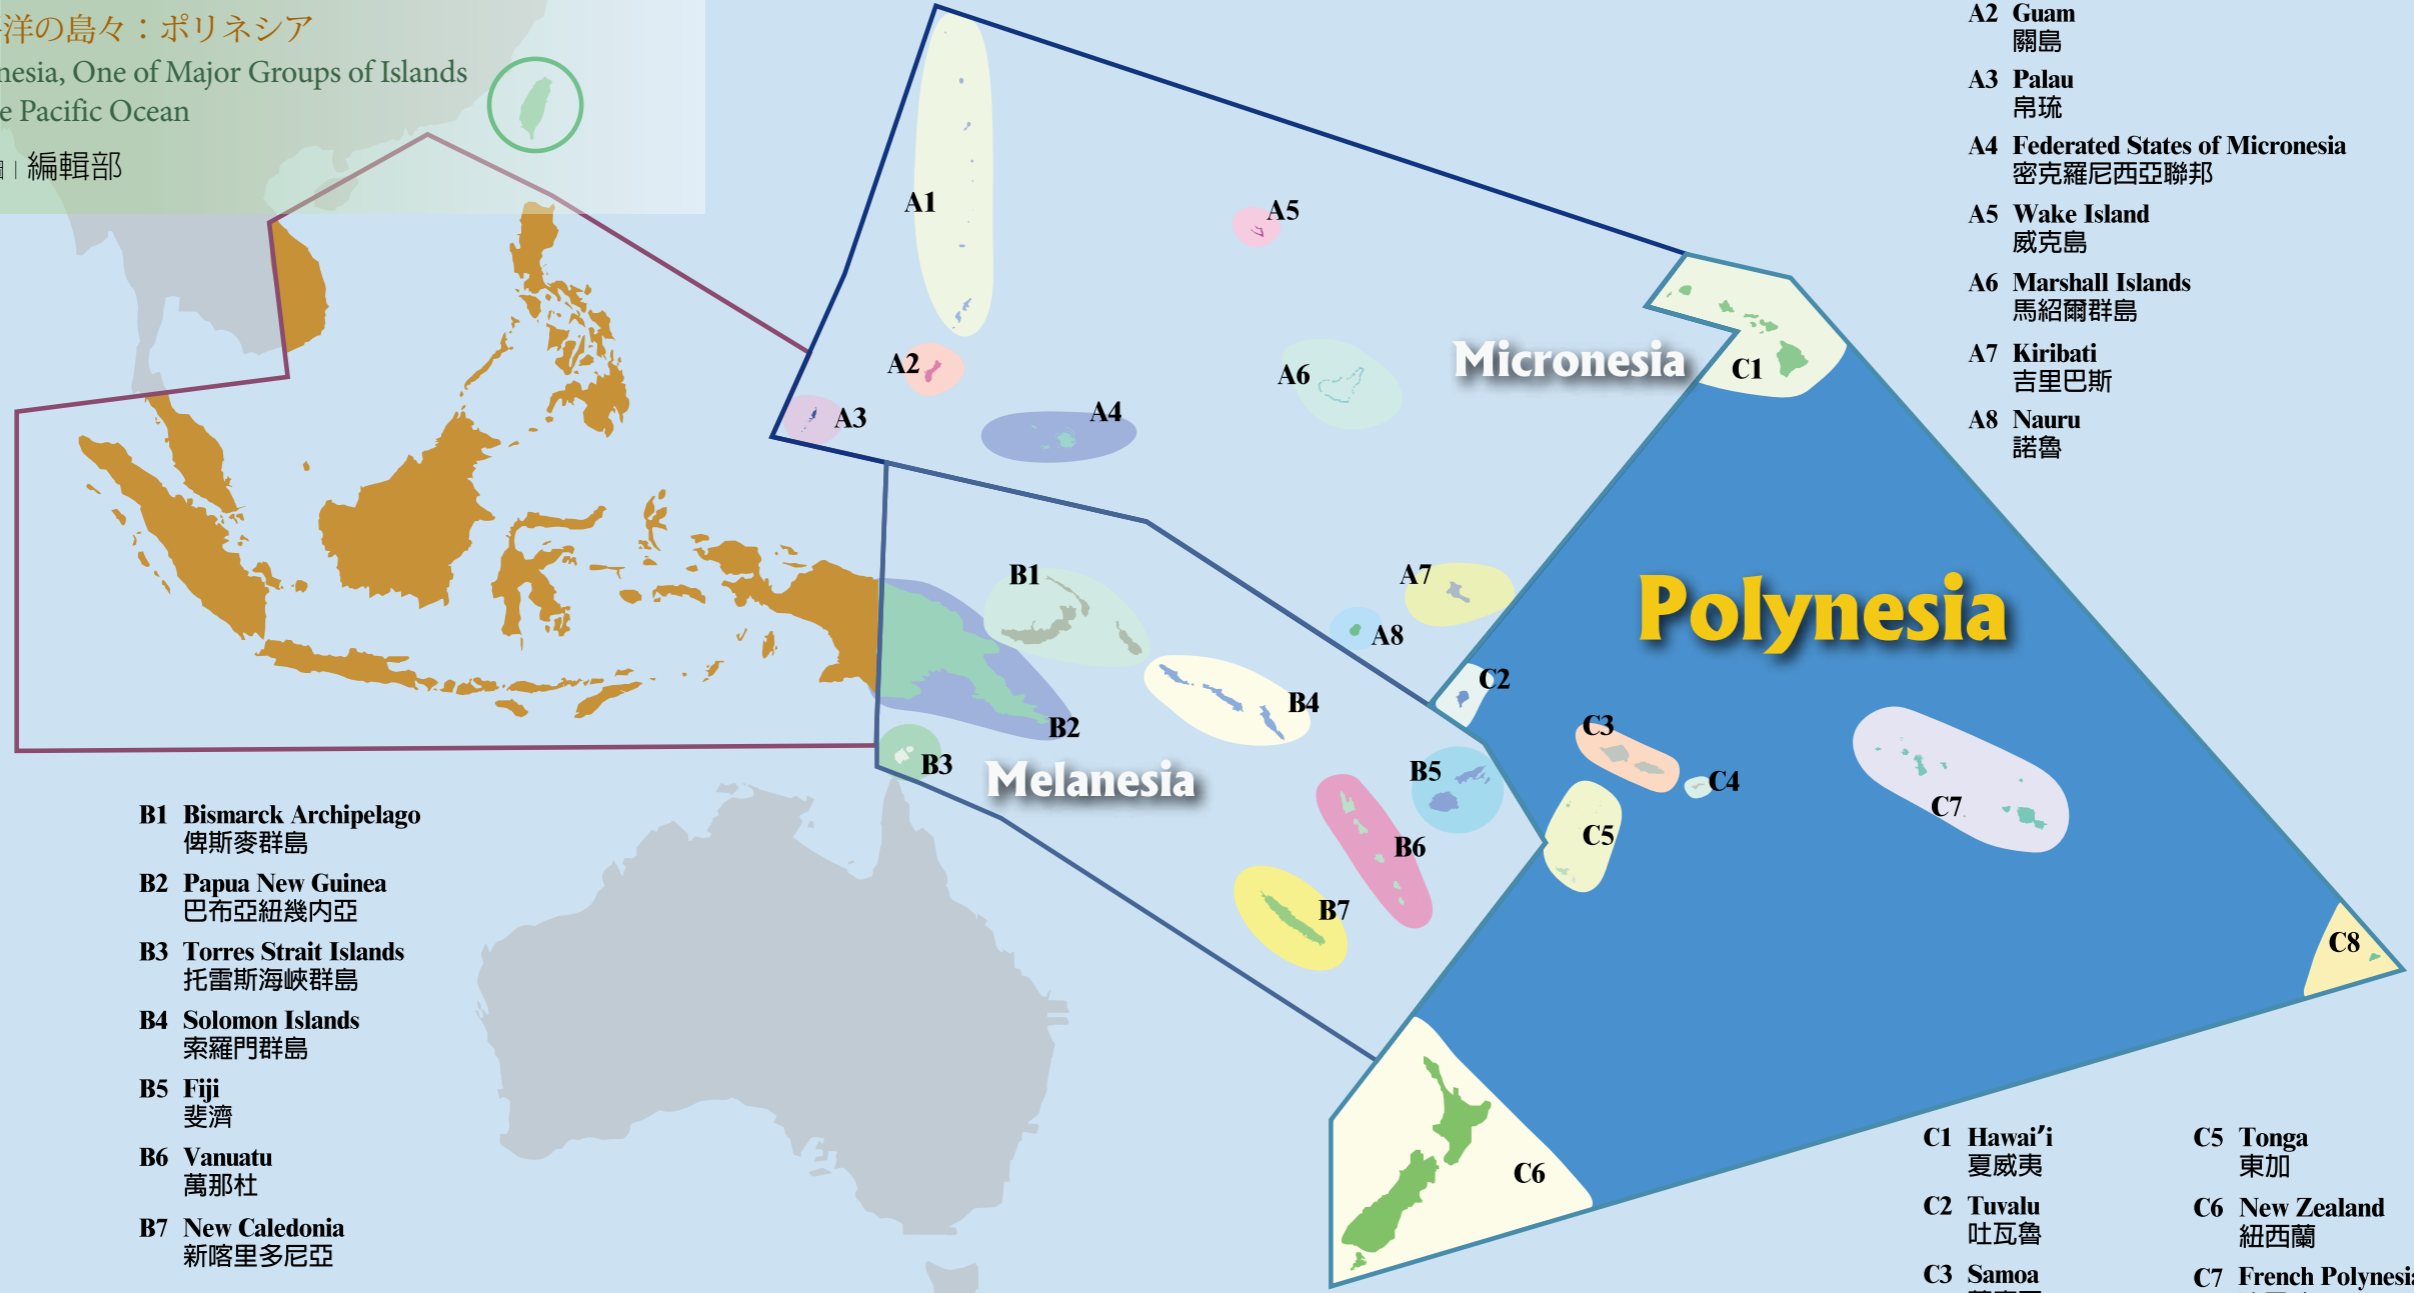 洋の島々：ポリネシア
nesia, One of Major Groups of Islands
e Pacific Ocean
編輯部
A2 Guam
關島
A3 Palau
帛琉
A4 Federated States of Micronesia
密克羅尼西亞聯邦
A5 Wake Island
威克島
A6 Marshall Islands
馬紹爾群島
A7 Kiribati
吉里巴斯
A8 Nauru
諾魯
A1
A5
A2
A3
A4
A6
Micronesia
C1
B1
A7
A8
Polynesia
B2
B3
B4
C2
C3
C4
B5
Melanesia
B6
C5
C7
B7
C8
C6
B1 Bismarck Archipelago
俾斯麥群島
B2 Papua New Guinea
巴布亞紐幾內亞
B3 Torres Strait Islands
托雷斯海峽群島
B4 Solomon Islands
索羅門群島
B5 Fiji
斐濟
B6 Vanuatu
萬那杜
B7 New Caledonia
新喀里多尼亞
C1 Hawai'i
夏威夷
C2 Tuvalu
吐瓦魯
C3 Samoa
C5 Tonga
東加
C6 New Zealand
紐西蘭
C7 French Polynesia